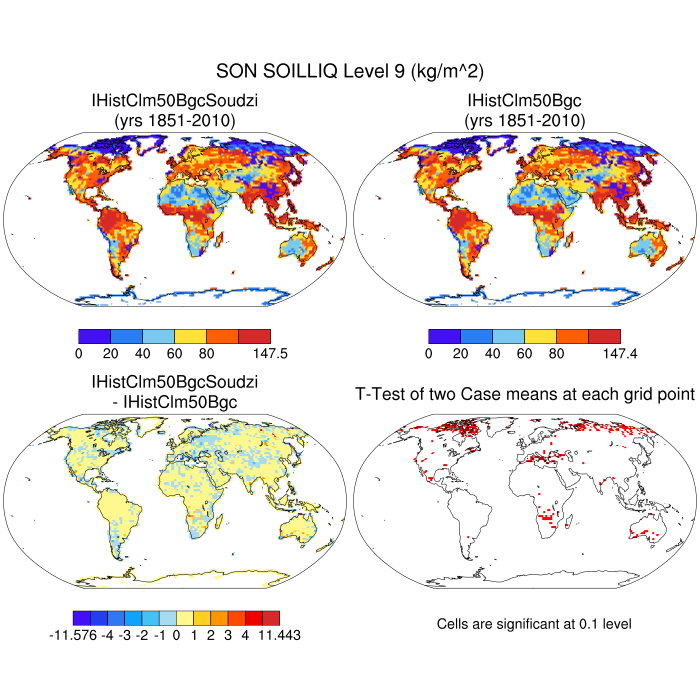 SON SOILLIQ Level 9 (kg/m^2)
IHistClm50BgcSoudzi
(yrs 1851-2010)
IHistClm50Bgc
(yrs 1851-2010)
0 20 40 60 80 147.5
0 20 40 60 80 147.4
IHistClm50BgcSoudzi
- IHistClm50Bgc
T-Test of two Case means at each grid point
-11.576 -4 -3 -2 -1 0 1 2 3 4 11.443
Cells are significant at 0.1 level